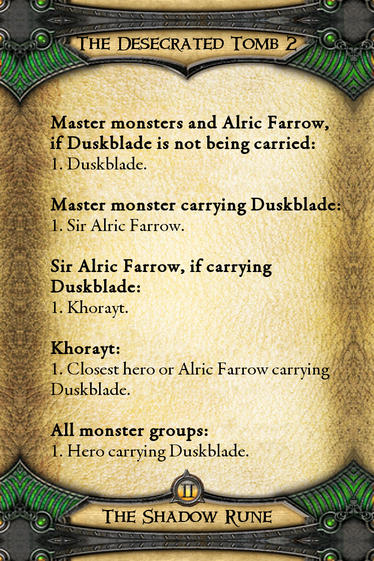 The Desecrated Tomb 2
Master monsters and Alric Farrow,
if Duskblade is not being carried:
1. Duskblade.
Master monster carrying Duskblade:
1. Sir Alric Farrow.
Sir Alric Farrow, if carrying
Duskblade:
1. Khorayt.
Khorayt:
1. Closest hero or Alric Farrow carrying
Duskblade.
All monster groups:
1. Hero carrying Duskblade.
II
The Shadow Rune